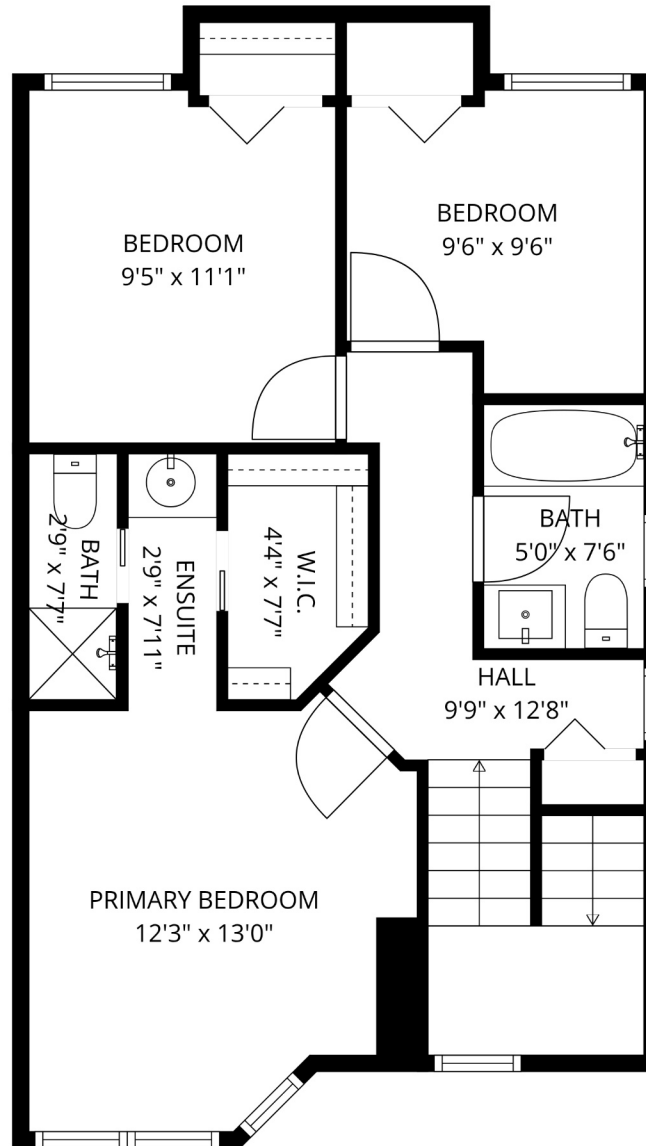 BEDROOM
9'5" x 11'1"
BEDROOM
9'6" x 9'6"
BATH
2'9" x 7'7"
ENSUITE
2'9" x 7'11"
W.I.C.
4'4" x 7'7"
BATH
5'0" x 7'6"
HALL
9'9" x 12'8"
PRIMARY BEDROOM
12'3" x 13'0"